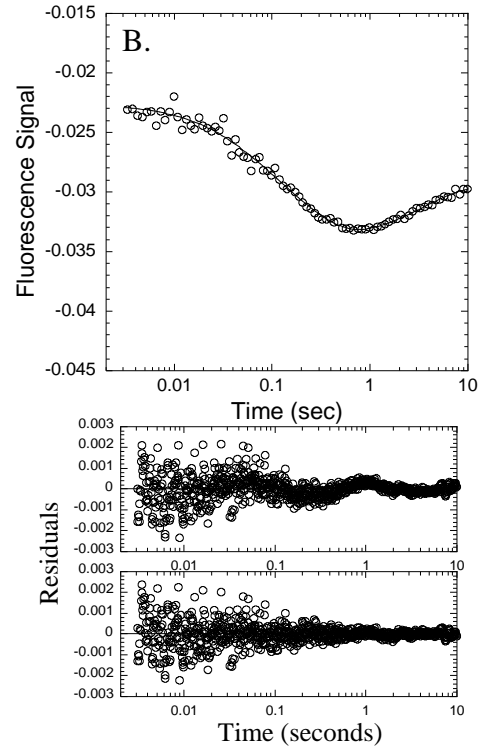 B.
Fluorescence Signal
-0.015
-0.02
-0.025
-0.03
-0.035
-0.04
-0.045
0.01 0.1 1 10
Time (sec)
Residuals
0.003
0.002
0.001
0
-0.001
-0.002
-0.003
0.01 0.1 1 10
0.003
0.002
0.001
0
-0.001
-0.002
-0.003
0.01 0.1 1 10
Time (seconds)